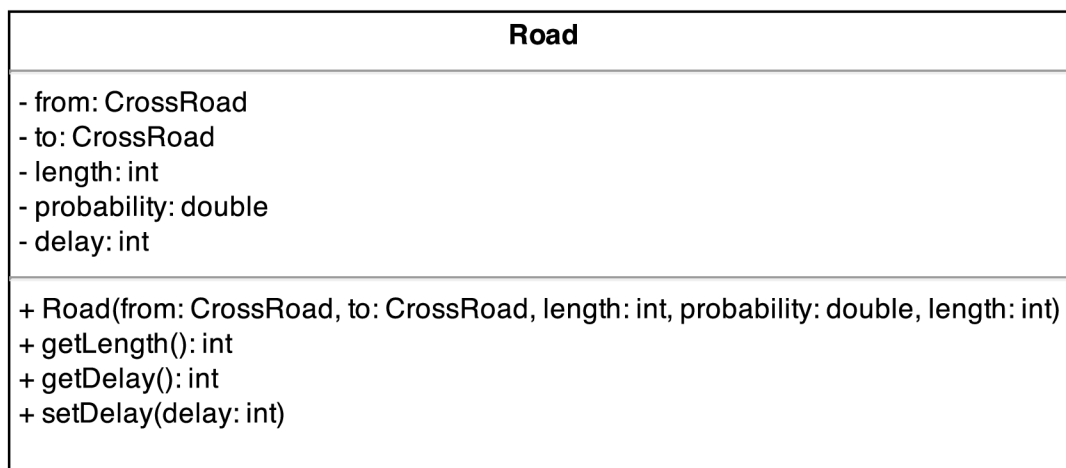 Road
- from: CrossRoad
- to: CrossRoad
- length: int
- probability: double
- delay: int
+ Road(from: CrossRoad, to: CrossRoad, length: int, probability: double, length: int)
+ getLength(): int
+ getDelay(): int
+ setDelay(delay: int)